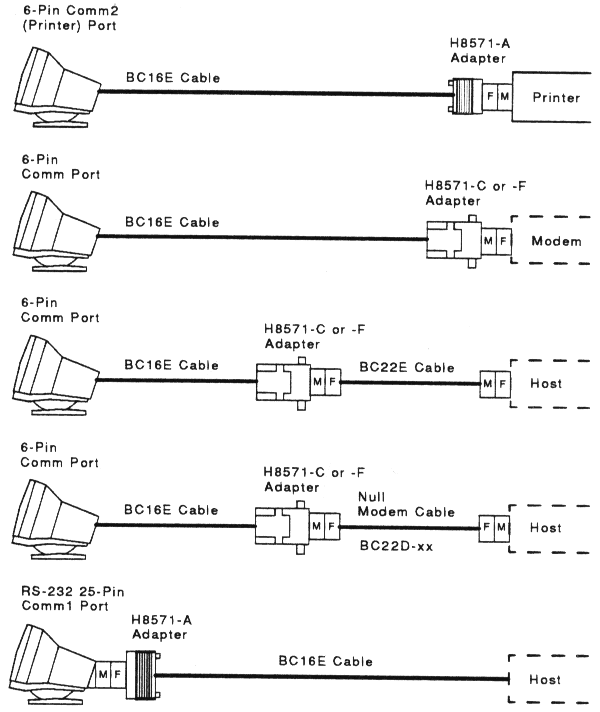 6-Pin Comm2
(Printer) Port
H8571-A
Adapter
BC16E Cable
F M
Printer
6-Pin
Comm Port
H8571-C or -F
Adapter
BC16E Cable
M F
Modem
6-Pin
Comm Port
H8571-C or -F
Adapter
BC16E Cable
BC22E Cable
M F
M F
Host
6-Pin
Comm Port
H8571-C or -F
Adapter
BC16E Cable
Null
Modem Cable
M F
F M
Host
BC22D-xx
RS-232 25-Pin
Comm1 Port
H8571-A
Adapter
BC16E Cable
M F
Host